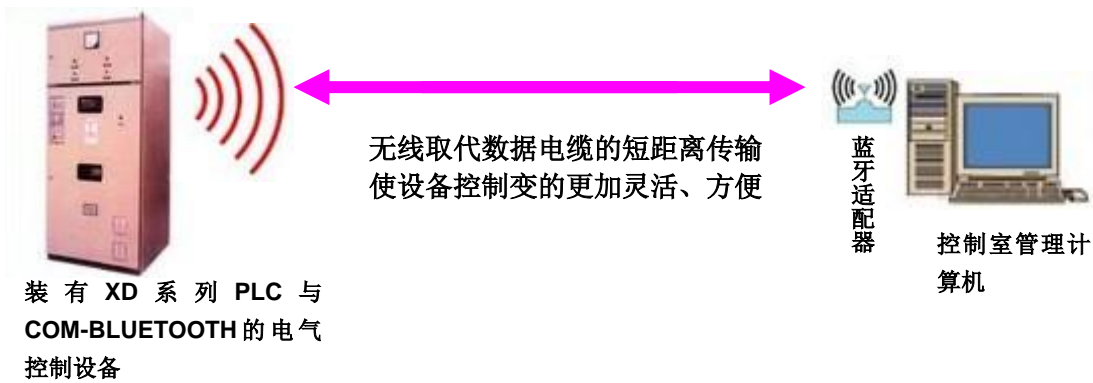 无线取代数据电缆的短距离传输
使设备控制变的更加灵活、方便
蓝牙适配器
控制室管理计
算机
装有 XD 系列 PLC 与
COM-BLUETOOTH 的电气
控制设备